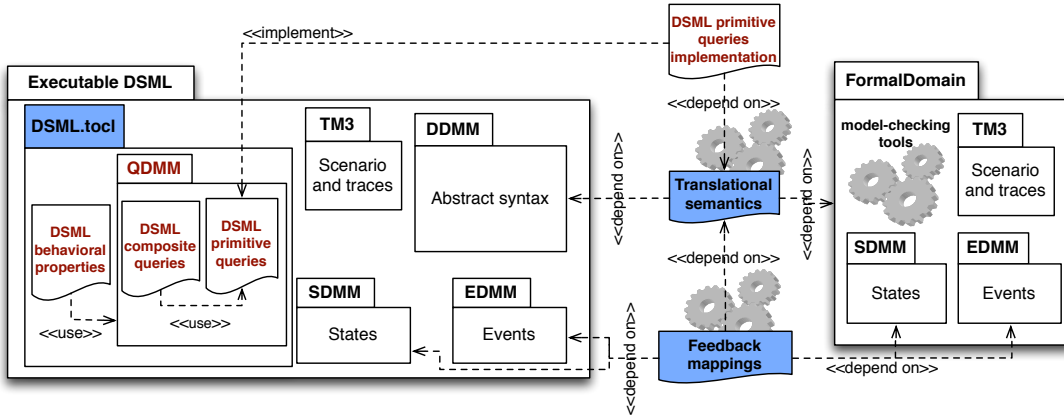 <<implement>>
DSML primitive
queries
implementation
Executable DSML
FormalDomain
DSML.tocl
TM3
Scenario
and traces
DDMM
Abstract syntax
<<depend on>>
<<depend on>>
Translational
semantics
<<depend on>>
model-checking
tools
TM3
Scenario
and traces
QDMM
DSML
behavioral
properties
DSML
composite
queries
DSML
primitive
queries
<<use>>
<<use>>
SDMM
States
EDMM
Events
<<depend on>>
<<depend on>>
Feedback
mappings
<<depend on>>
SDMM
States
EDMM
Events